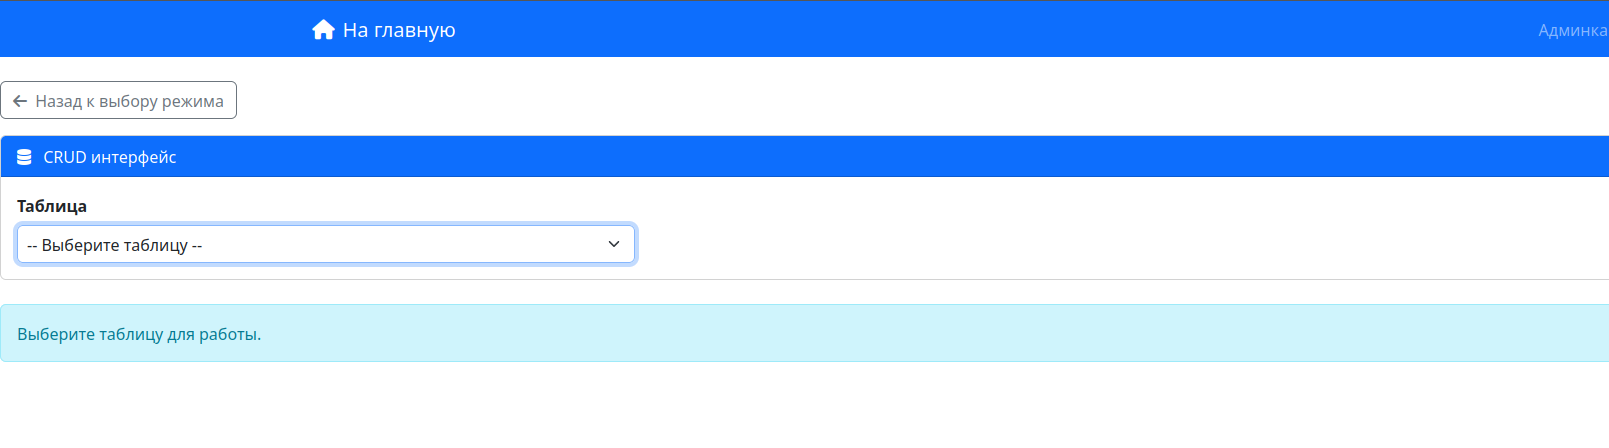 На главную
Админка
Назад к выбору режима
CRUD интерфейс
Таблица
-- Выберите таблицу --
Выберите таблицу для работы.